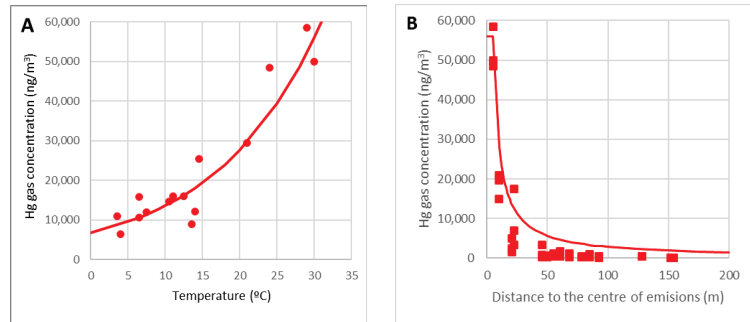 A
Hg gas concentration (ng/m³)
60,000
50,000
40,000
30,000
20,000
10,000
0
0 5 10 15 20 25 30 35
Temperature (ºC)
B
Hg gas concentration (ng/m³)
60,000
50,000
40,000
30,000
20,000
10,000
0
0 50 100 150 200
Distance to the centre of emisions (m)